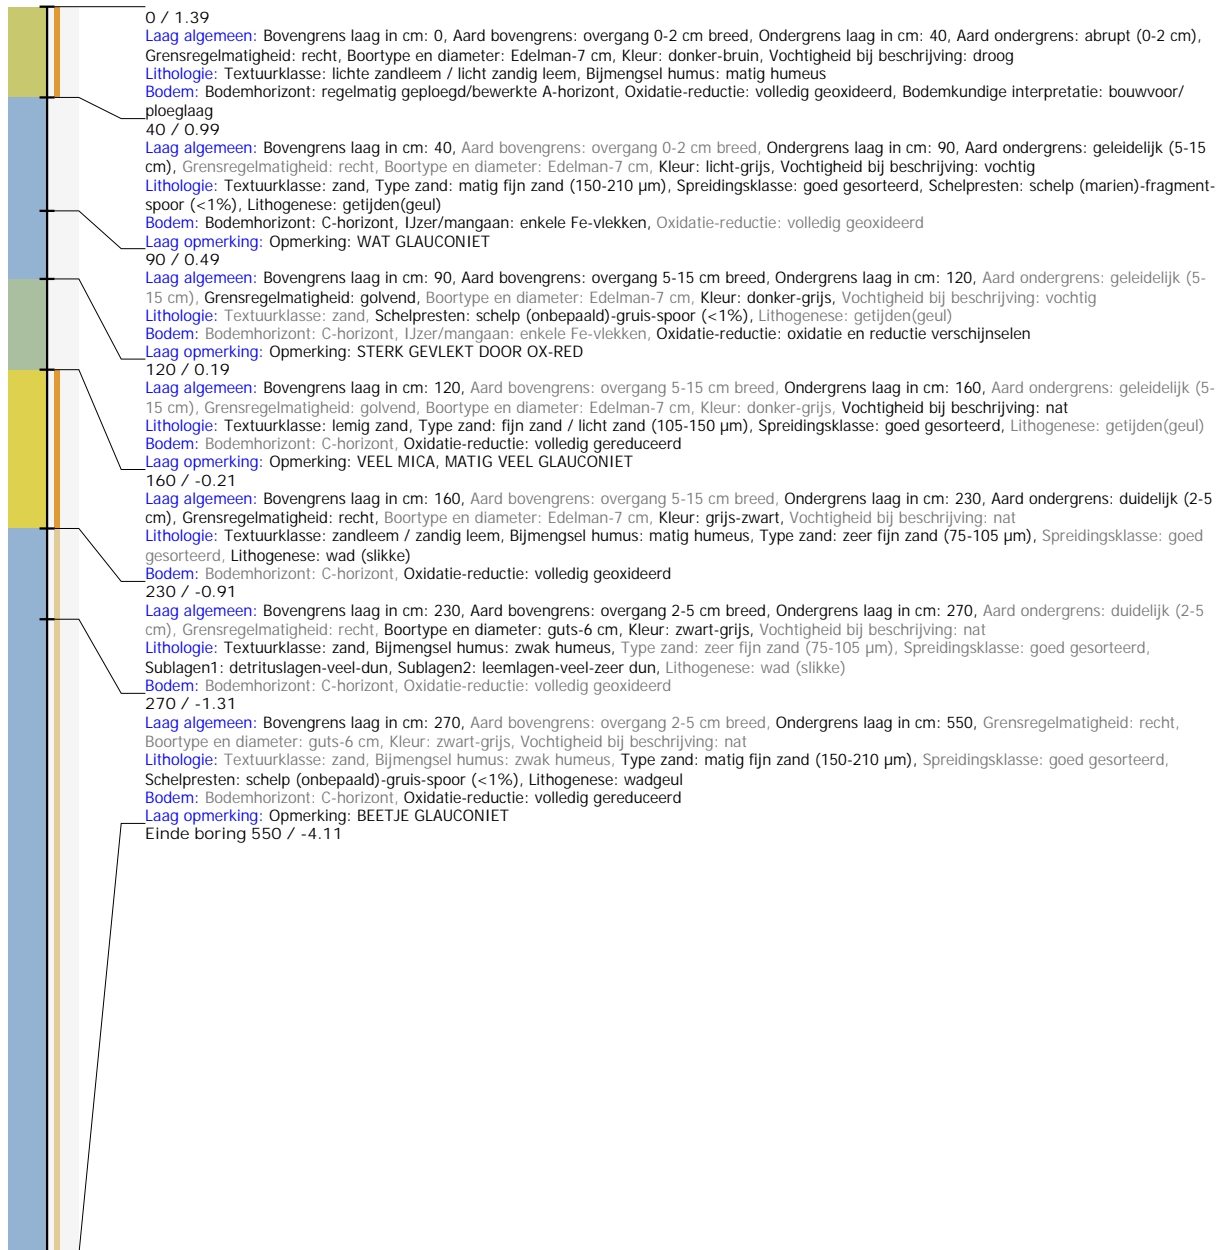 0 / 1.39
Laag algemeen: Bovengrens laag in cm: 0, Aard bovengrens: overgang 0-2 cm breed, Ondergrens laag in cm: 40, Aard ondergrens: abrupt (0-2 cm),
Grensregelmatigheid: recht, Boortype en diameter: Edelman-7 cm, Kleur: donker-bruin, Vochtigheid bij beschrijving: droog
Lithologie: Textuurklasse: lichte zandleem / licht zandig leem, Bijmengsel humus: matig humeus
Bodem: Bodemhorizont: regelmatig geploegd/bewerkte A-horizont, Oxidatie-reductie: volledig geoxideerd, Bodemkundige interpretatie: bouwvoor/
ploeglaag
40 / 0.99
Laag algemeen: Bovengrens laag in cm: 40, Aard bovengrens: overgang 0-2 cm breed, Ondergrens laag in cm: 90, Aard ondergrens: geleidelijk (5-15
cm), Grensregelmatigheid: recht, Boortype en diameter: Edelman-7 cm, Kleur: licht-grijs, Vochtigheid bij beschrijving: vochtig
Lithologie: Textuurklasse: zand, Type zand: matig fijn zand (150-210 µm), Spreidingsklasse: goed gesorteerd, Schelpresten: schelp (marien)-fragment-
spoor (<1%), Lithogenese: getijden(geul)
Bodem: Bodemhorizont: C-horizont, IJzer/mangaan: enkele Fe-vlekken, Oxidatie-reductie: volledig geoxideerd
Laag opmerking: Opmerking: WAT GLAUCONIET
90 / 0.49
Laag algemeen: Bovengrens laag in cm: 90, Aard bovengrens: overgang 5-15 cm breed, Ondergrens laag in cm: 120, Aard ondergrens: geleidelijk (5-
15 cm), Grensregelmatigheid: golvend, Boortype en diameter: Edelman-7 cm, Kleur: donker-grijs, Vochtigheid bij beschrijving: vochtig
Lithologie: Textuurklasse: zand, Schelpresten: schelp (onbepaald)-gruis-spoor (<1%), Lithogenese: getijden(geul)
Bodem: Bodemhorizont: C-horizont, IJzer/mangaan: enkele Fe-vlekken, Oxidatie-reductie: oxidatie en reductie verschijnselen
Laag opmerking: Opmerking: STERK GEVLEKT DOOR OX-RED
120 / 0.19
Laag algemeen: Bovengrens laag in cm: 120, Aard bovengrens: overgang 5-15 cm breed, Ondergrens laag in cm: 160, Aard ondergrens: geleidelijk (5-
15 cm), Grensregelmatigheid: golvend, Boortype en diameter: Edelman-7 cm, Kleur: donker-grijs, Vochtigheid bij beschrijving: nat
Lithologie: Textuurklasse: lemig zand, Type zand: fijn zand / licht zand (105-150 µm), Spreidingsklasse: goed gesorteerd, Lithogenese: getijden(geul)
Bodem: Bodemhorizont: C-horizont, Oxidatie-reductie: volledig gereduceerd
Laag opmerking: Opmerking: VEEL MICA, MATIG VEEL GLAUCONIET
160 / -0.21
Laag algemeen: Bovengrens laag in cm: 160, Aard bovengrens: overgang 5-15 cm breed, Ondergrens laag in cm: 230, Aard ondergrens: duidelijk (2-5
cm), Grensregelmatigheid: recht, Boortype en diameter: Edelman-7 cm, Kleur: grijs-zwart, Vochtigheid bij beschrijving: nat
Lithologie: Textuurklasse: zandleem / zandig leem, Bijmengsel humus: matig humeus, Type zand: zeer fijn zand (75-105 µm), Spreidingsklasse: goed
gesorteerd, Lithogenese: wad (slikke)
Bodem: Bodemhorizont: C-horizont, Oxidatie-reductie: volledig geoxideerd
230 / -0.91
Laag algemeen: Bovengrens laag in cm: 230, Aard bovengrens: overgang 2-5 cm breed, Ondergrens laag in cm: 270, Aard ondergrens: duidelijk (2-5
cm), Grensregelmatigheid: recht, Boortype en diameter: guts-6 cm, Kleur: zwart-grijs, Vochtigheid bij beschrijving: nat
Lithologie: Textuurklasse: zand, Bijmengsel humus: zwak humeus, Type zand: zeer fijn zand (75-105 µm), Spreidingsklasse: goed gesorteerd,
Sublagen1: detrituslagen-veel-dun, Sublagen2: leemlagen-veel-zeer dun, Lithogenese: wad (slikke)
Bodem: Bodemhorizont: C-horizont, Oxidatie-reductie: volledig geoxideerd
270 / -1.31
Laag algemeen: Bovengrens laag in cm: 270, Aard bovengrens: overgang 2-5 cm breed, Ondergrens laag in cm: 550, Grensregelmatigheid: recht,
Boortype en diameter: guts-6 cm, Kleur: zwart-grijs, Vochtigheid bij beschrijving: nat
Lithologie: Textuurklasse: zand, Bijmengsel humus: zwak humeus, Type zand: matig fijn zand (150-210 µm), Spreidingsklasse: goed gesorteerd,
Schelpresten: schelp (onbepaald)-gruis-spoor (<1%), Lithogenese: wadgeul
Bodem: Bodemhorizont: C-horizont, Oxidatie-reductie: volledig gereduceerd
Laag opmerking: Opmerking: BEETJE GLAUCONIET
Einde boring 550 / -4.11